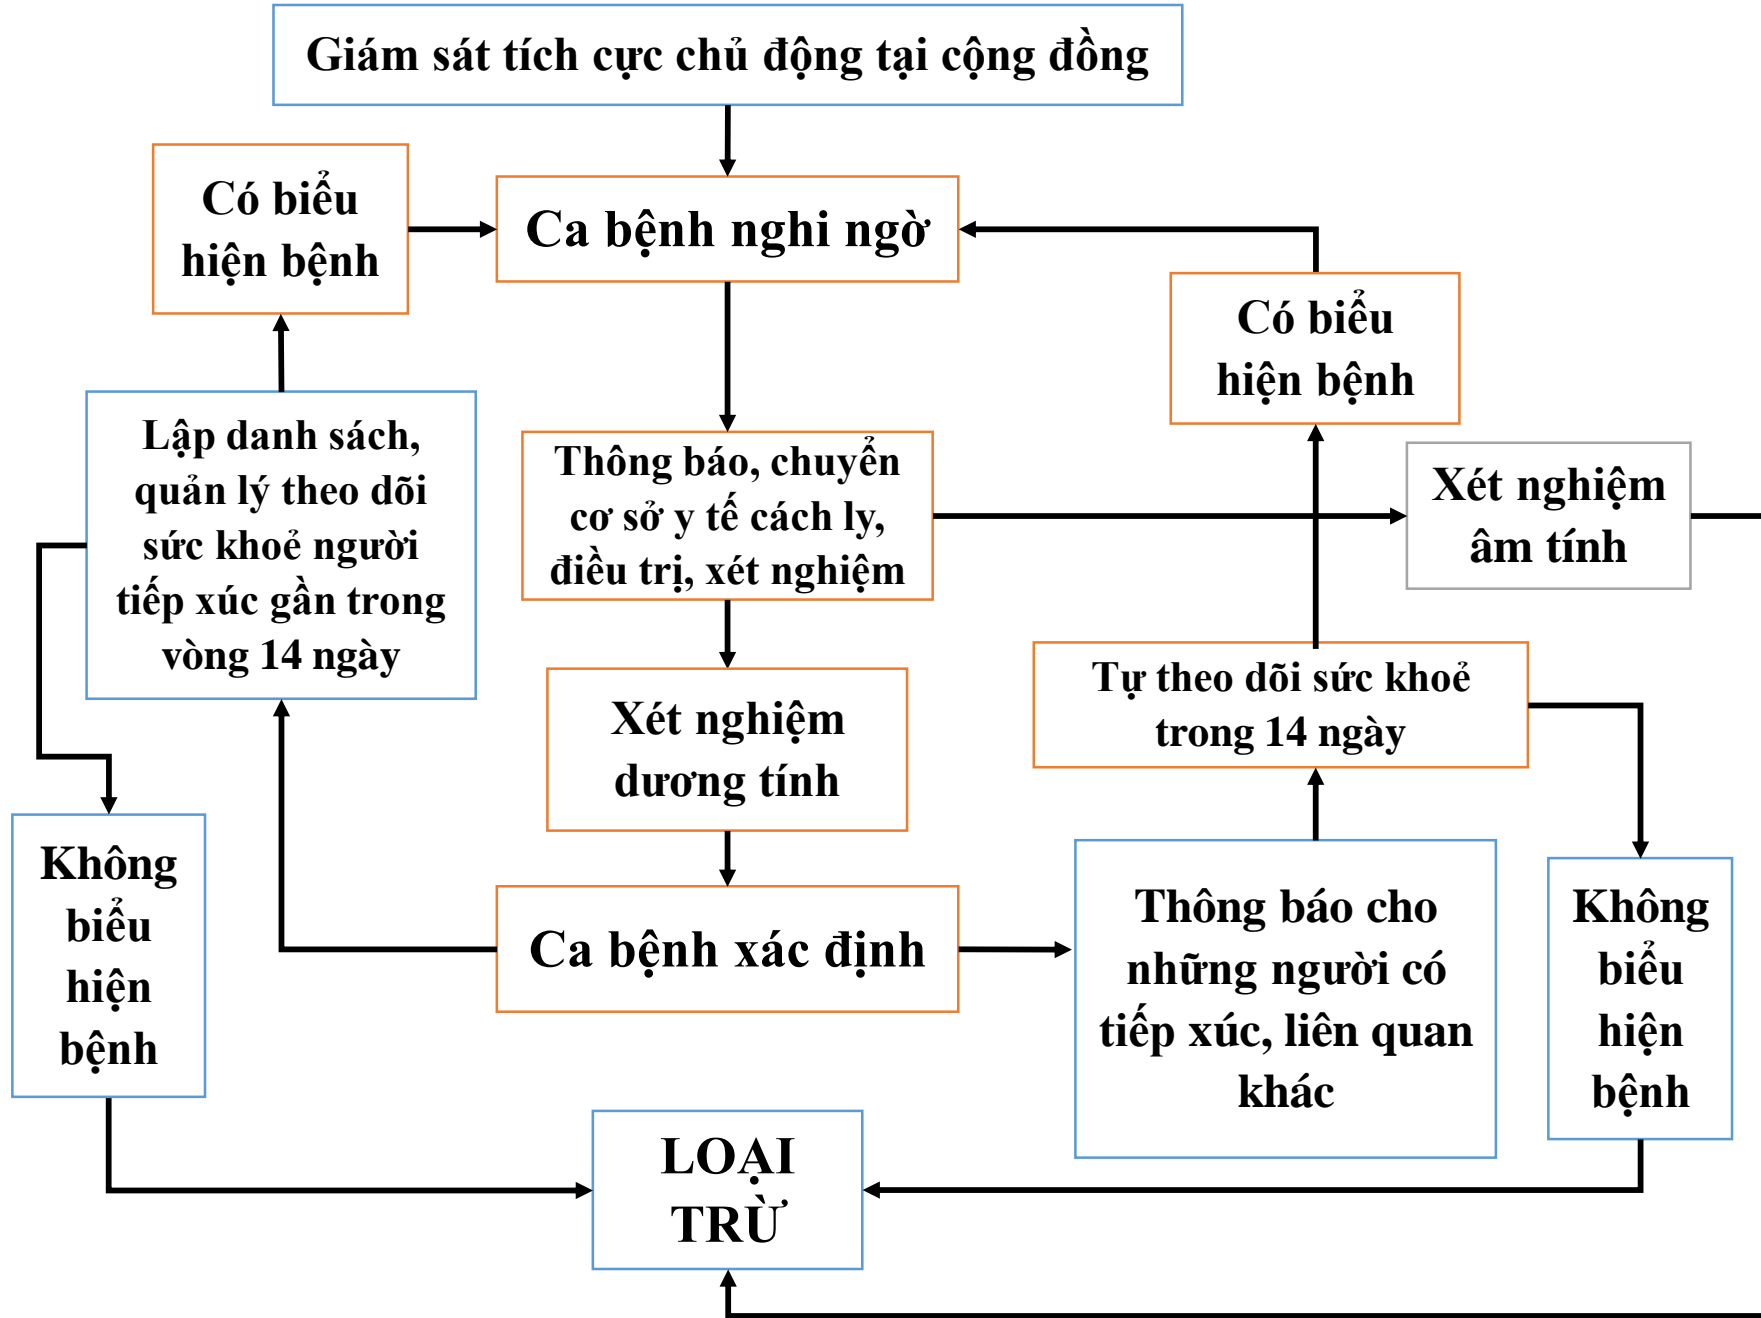 Giám sát tích cực chủ động tại cộng đồng
Có biểu
hiện bệnh
Ca bệnh nghi ngờ
Có biểu
hiện bệnh
Lập danh sách,
quản lý theo dõi
sức khoẻ người
tiếp xúc gần trong
vòng 14 ngày
Thông báo, chuyển
cơ sở y tế cách ly,
điều trị, xét nghiệm
Xét nghiệm
âm tính
Xét nghiệm
dương tính
Tự theo dõi sức khoẻ
trong 14 ngày
Không
biểu
hiện
bệnh
Ca bệnh xác định
Thông báo cho
những người có
tiếp xúc, liên quan
khác
Không
biểu
hiện
bệnh
LOẠI
TRỪ